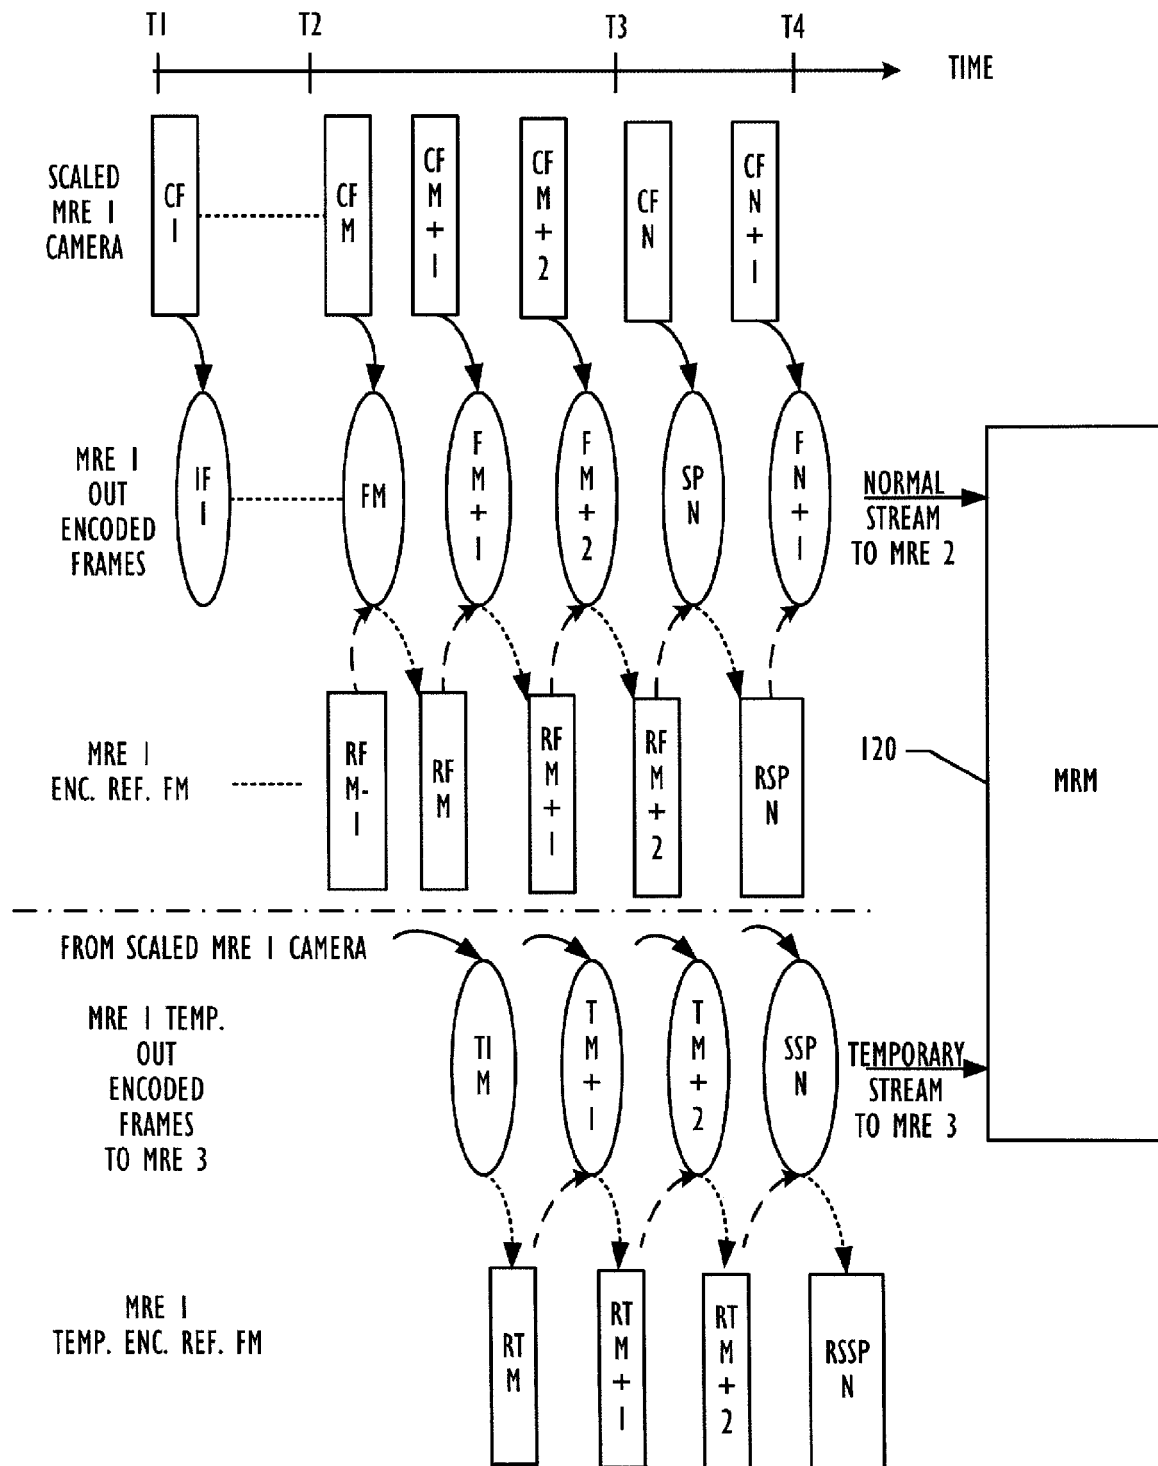 T1 T2 T3 T4
TIME
SCALED
MRE 1
CAMERA
CF
1
CF
M
CF
M
+
1
CF
M
+
2
CF
N
CF
N
+
1
MRE 1
OUT
ENCODED
FRAMES
IF
1
FM
F
M
+
1
F
M
+
2
SP
N
F
N
+
1
NORMAL
STREAM
TO MRE 2
MRE 1
ENC. REF. FM
RF
M-
1
RF
M
RF
M
+
1
RF
M
+
2
RSP
N
120
MRM
FROM SCALED MRE 1 CAMERA
MRE 1 TEMP.
OUT
ENCODED
FRAMES
TO MRE 3
TI
M
T
M
+
1
T
M
+
2
SSP
N
TEMPORARY
STREAM
TO MRE 3
MRE 1
TEMP. ENC. REF. FM
RT
M
RT
M
+
1
RT
M
+
2
RSSP
N